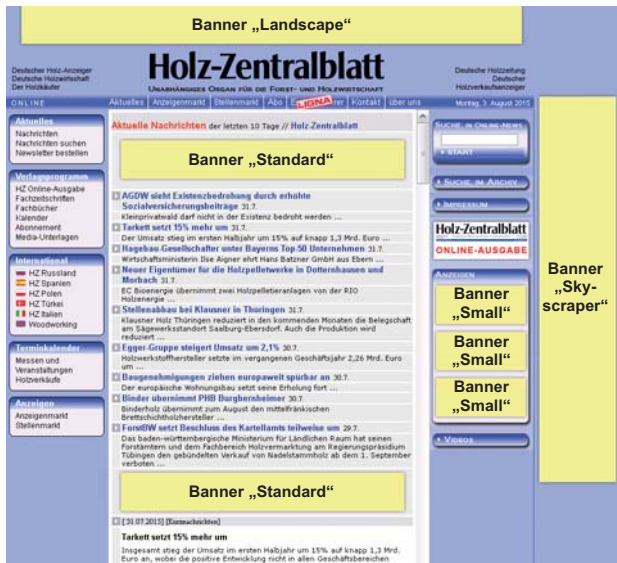 Banner „Landscape“
Deutscher Holz-Anzeiger
Deutsche Holzwirtschaft
Der Holzkäufer
Holz-Zentralblatt
Unabhängiges Organ für die Forst- und Holzwirtschaft
Deutsche Holzzeitung
Deutscher
Holzverkaufsanzeiger
ONLINE
Aktuelles | Anzeigenmarkt | Stellenmarkt | Abo
LIGNA
Kontakt | über uns
Montag, 3. August 2015
Aktuelles
Nachrichten
Nachrichten suchen
Newsletter bestellen
Verlagsprogramm
HZ Online-Ausgabe
Fachzeitschriften
Fachbücher
Kalender
Abonnement
Media-Unterlagen
International
HZ Russland
HZ Spanien
HZ Polen
HZ Türkei
HZ Italien
Woodworking
Terminkalender
Messen und
Veranstaltungen
Holzverkäufe
Anzeigen
Anzeigenmarkt
Stellenmarkt
Aktuelle Nachrichten der letzten 10 Tage // Holz-Zentralblatt
Banner „Standard“
AGDW sieht Existenzbedrohung durch erhöhte
Sozialversicherungsbeiträge 31.7.
Kleinprivatwald darf nicht in der Existenz bedroht werden ...
Tarkett setzt 15% mehr um 31.7.
Der Umsatz stieg im ersten Halbjahr um 15% auf knapp 1,3 Mrd. Euro ...
Hagebau-Gesellschafter unter Bayerns Top-50 Unternehmen 31.7.
Wirtschaftsministerin Ilse Aigner ehrt Hans Batzner GmbH aus Ebern ...
Neuer Eigentümer für die Holzpelletwerke in Dotternhausen und
Morbach 31.7.
EC Bioenergie übernimmt zwei Holzpelletieranlagen von der RIO
Holzenergie ...
Stellenabbau bei Klausner in Thüringen 30.7.
Klausner Holz Thüringen reduziert in den kommenden Monaten die Belegschaft
am Sägewerksstandort Saalburg-Ebersdorf. Auch die Produktion wird
reduziert ...
Egger-Gruppe steigert Umsatz um 2,1% 30.7.
Holzwerkstoffhersteller setzte im vergangenen Geschäftsjahr 2,26 Mrd. Euro
um ...
Baugenehmigungen ziehen europaweit spürbar an 30.7.
Der europäische Wohnungsbau setzt seine Erholung fort ...
Binder übernimmt PHB Burgbernheimer 30.7.
Binderholz übernimmt zum August den mittelfränkischen
Brettschichtholzhersteller ...
ForstBW setzt Beschluss des Kartellamts teilweise um 29.7.
Das baden-württembergische Ministerium für Ländlichen Raum hat seinen
Forstämtern und dem Fachbereich Holzvermarktung am Regierungspräsidium
Tübingen den gebündelten Verkauf von Nadelstammholz ab dem 1. September
verboten ...
Banner „Standard“
[31.07.2015] [Kurznachrichten]
Tarkett setzt 15% mehr um
Insgesamt stieg der Umsatz im ersten Halbjahr um 15% auf knapp 1,3 Mrd.
Euro an, wobei die positive Entwicklung nicht in allen Geschäftsbereichen
Suche in Online-News
Start
Suche im Archiv
Impressum
Holz-Zentralblatt
ONLINE-AUSGABE
Anzeigen
Banner
„Small“
Banner
„Small“
Banner
„Small“
Videos
Banner
„Sky-
scraper“